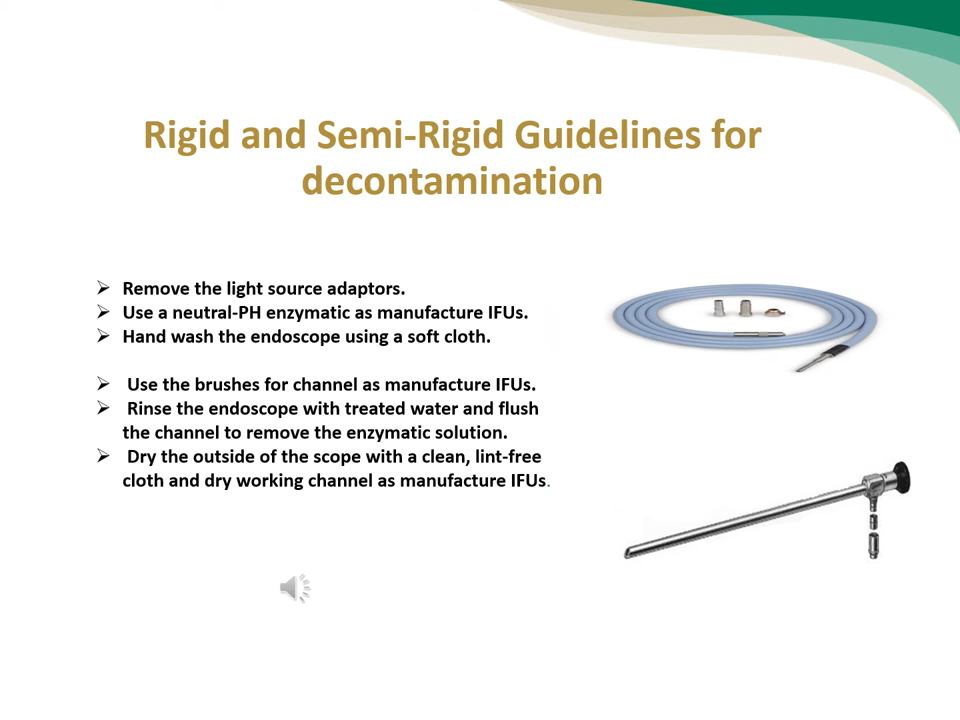 Rigid and Semi-Rigid Guidelines for
decontamination
➢ Remove the light source adaptors.
➢ Use a neutral-PH enzymatic as manufacture IFUs.
➢ Hand wash the endoscope using a soft cloth.
➢ Use the brushes for channel as manufacture IFUs.
➢ Rinse the endoscope with treated water and flush
the channel to remove the enzymatic solution.
➢ Dry the outside of the scope with a clean, lint-free
cloth and dry working channel as manufacture IFUs.